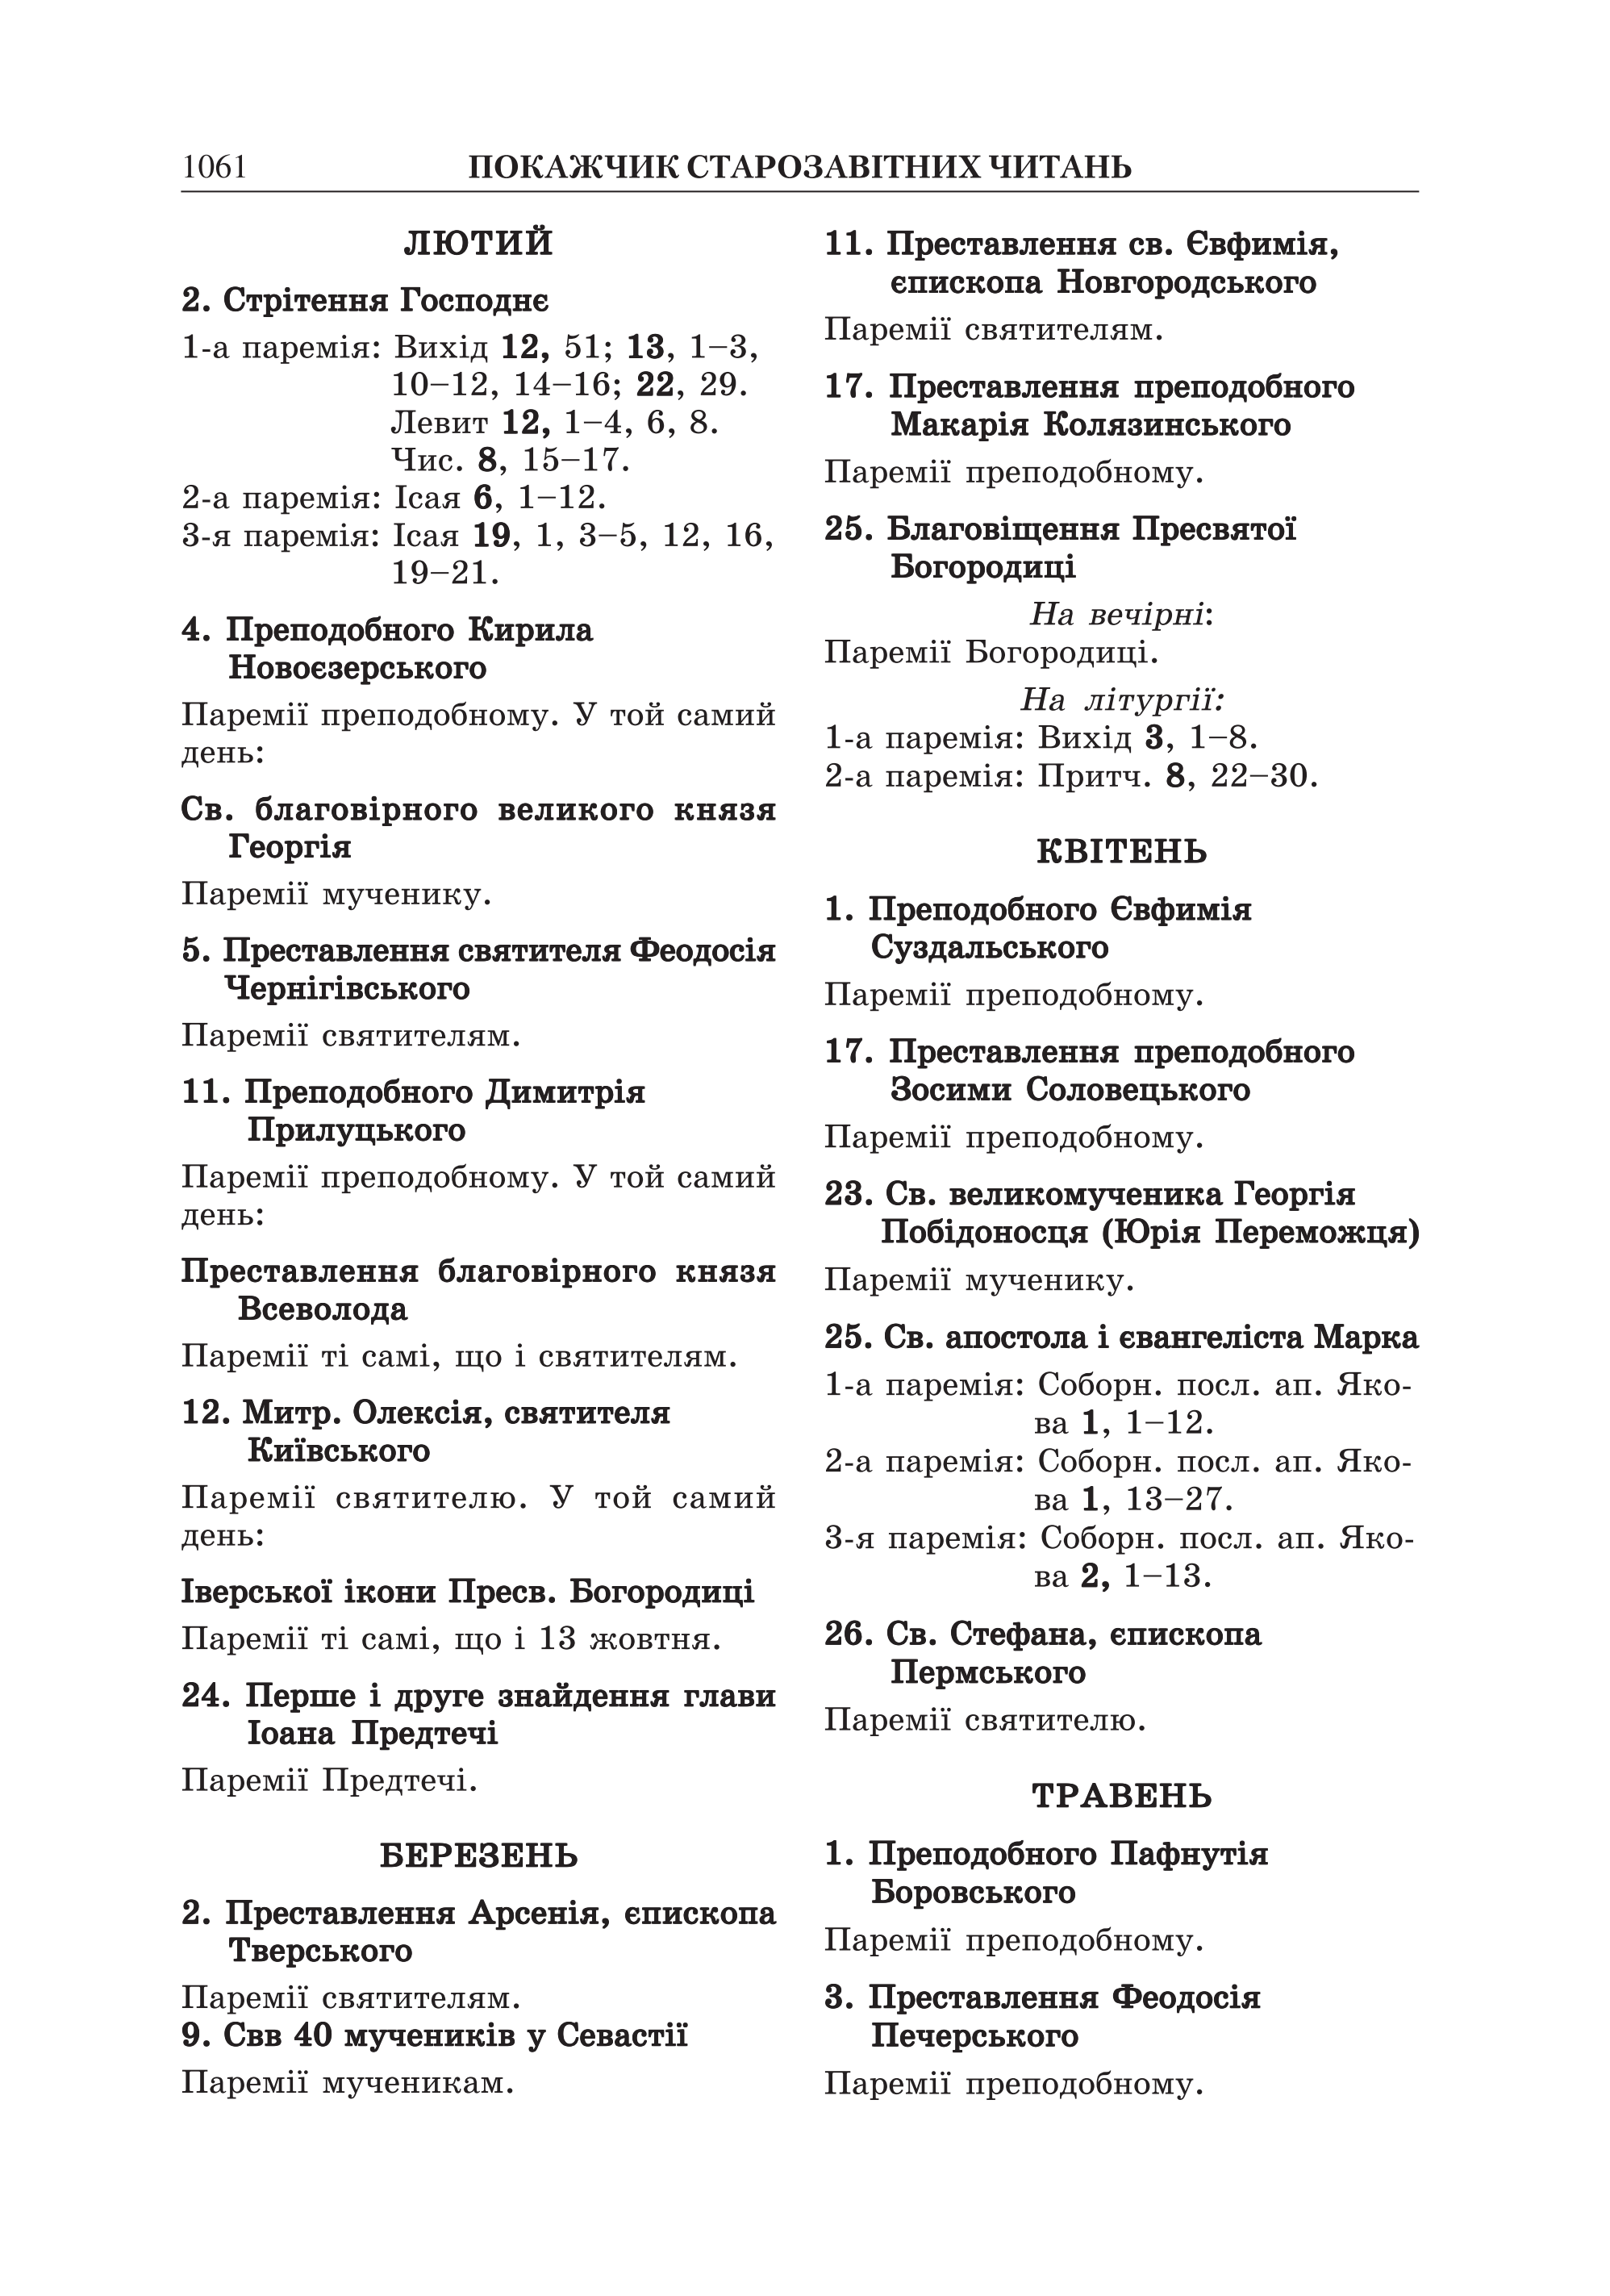 1061 ПОКАЖЧИК СТАРОЗАВІТНИХ ЧИТАНЬ
ЛЮТИЙ
2. Стрітення Господнє
1-а паремія: Вихід 12, 51; 13, 1–3,
10–12, 14–16; 22, 29.
Левит 12, 1–4, 6, 8.
Чис. 8, 15–17.
2-а паремія: Ісая 6, 1–12.
3-я паремія: Ісая 19, 1, 3–5, 12, 16,
19–21.
4. Преподобного Кирила
Новоєзерського
Паремії преподобному. У той самий
день:
Св. благовірного великого князя
Георгія
Паремії мученику.
5. Преставлення святителя Феодосія
Чернігівського
Паремії святителям.
11. Преподобного Димитрія
Прилуцького
Паремії преподобному. У той самий
день:
Преставлення благовірного князя
Всеволода
Паремії ті самі, що і святителям.
12. Митр. Олексія, святителя
Київського
Паремії святителю. У той самий
день:
Іверської ікони Пресв. Богородиці
Паремії ті самі, що і 13 жовтня.
24. Перше і друге знайдення глави
Іоана Предтечі
Паремії Предтечі.
БЕРЕЗЕНЬ
2. Преставлення Арсенія, єпископа
Тверського
Паремії святителям.
9. Свв 40 мучеників у Севастії
Паремії мученикам.
11. Преставлення св. Євфимія,
єпископа Новгородського
Паремії святителям.
17. Преставлення преподобного
Макарія Колязинського
Паремії преподобному.
25. Благовіщення Пресвятої
Богородиці
На вечірні:
Паремії Богородиці.
На літургії:
1-а паремія: Вихід 3, 1–8.
2-а паремія: Притч. 8, 22–30.
КВІТЕНЬ
1. Преподобного Євфимія
Суздальського
Паремії преподобному.
17. Преставлення преподобного
Зосими Соловецького
Паремії преподобному.
23. Св. великомученика Георгія
Побідоносця (Юрія Переможця)
Паремії мученику.
25. Св. апостола і євангеліста Марка
1-а паремія: Соборн. посл. ап. Яко-
ва 1, 1–12.
2-а паремія: Соборн. посл. ап. Яко-
ва 1, 13–27.
3-я паремія: Соборн. посл. ап. Яко-
ва 2, 1–13.
26. Св. Стефана, єпископа
Пермського
Паремії святителю.
ТРАВЕНЬ
1. Преподобного Пафнутія
Боровського
Паремії преподобному.
3. Преставлення Феодосія
Печерського
Паремії преподобному.